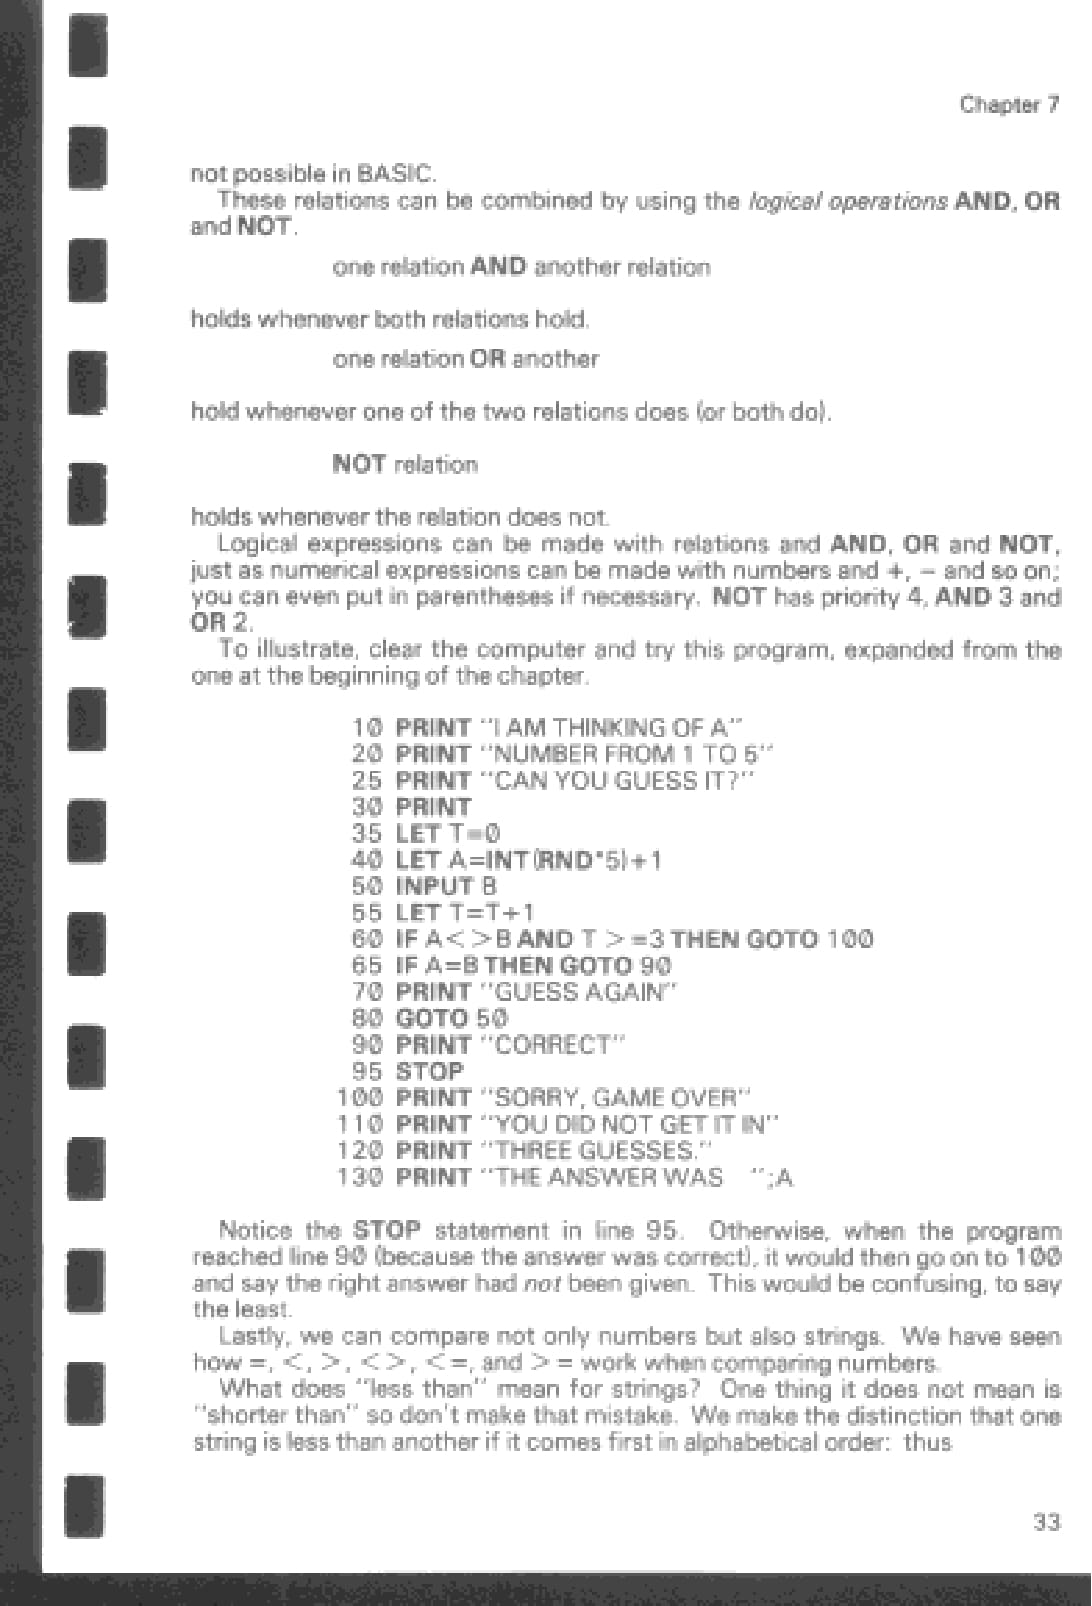 Chapter 7
not possible in BASIC.
These relations can be combined by using the logical operations AND, OR
and NOT.
one relation AND another relation
holds whenever both relations hold.
one relation OR another
hold whenever one of the two relations does (or both do).
NOT relation
holds whenever the relation does not.
Logical expressions can be made with relations and AND, OR and NOT,
just as numerical expressions can be made with numbers and +, − and so on;
you can even put in parentheses if necessary. NOT has priority 4, AND 3 and
OR 2.
To illustrate, clear the computer and try this program, expanded from the
one at the beginning of the chapter.
10 PRINT "I AM THINKING OF A"
20 PRINT "NUMBER FROM 1 TO 5"
25 PRINT "CAN YOU GUESS IT?"
30 PRINT
35 LET T=0
40 LET A=INT(RND*5)+1
50 INPUT B
55 LET T=T+1
60 IF A< >B AND T > =3 THEN GOTO 100
65 IF A=B THEN GOTO 90
70 PRINT "GUESS AGAIN"
80 GOTO 50
90 PRINT "CORRECT"
95 STOP
100 PRINT "SORRY, GAME OVER"
110 PRINT "YOU DID NOT GET IT IN"
120 PRINT "THREE GUESSES."
130 PRINT "THE ANSWER WAS   ";A
Notice the STOP statement in line 95. Otherwise, when the program
reached line 90 (because the answer was correct), it would then go on to 100
and say the right answer had not been given. This would be confusing, to say
the least.
Lastly, we can compare not only numbers but also strings. We have seen
how =, <, >, < >, < =, and > = work when comparing numbers.
What does "less than" mean for strings? One thing it does not mean is
"shorter than" so don't make that mistake. We make the distinction that one
string is less than another if it comes first in alphabetical order: thus
33